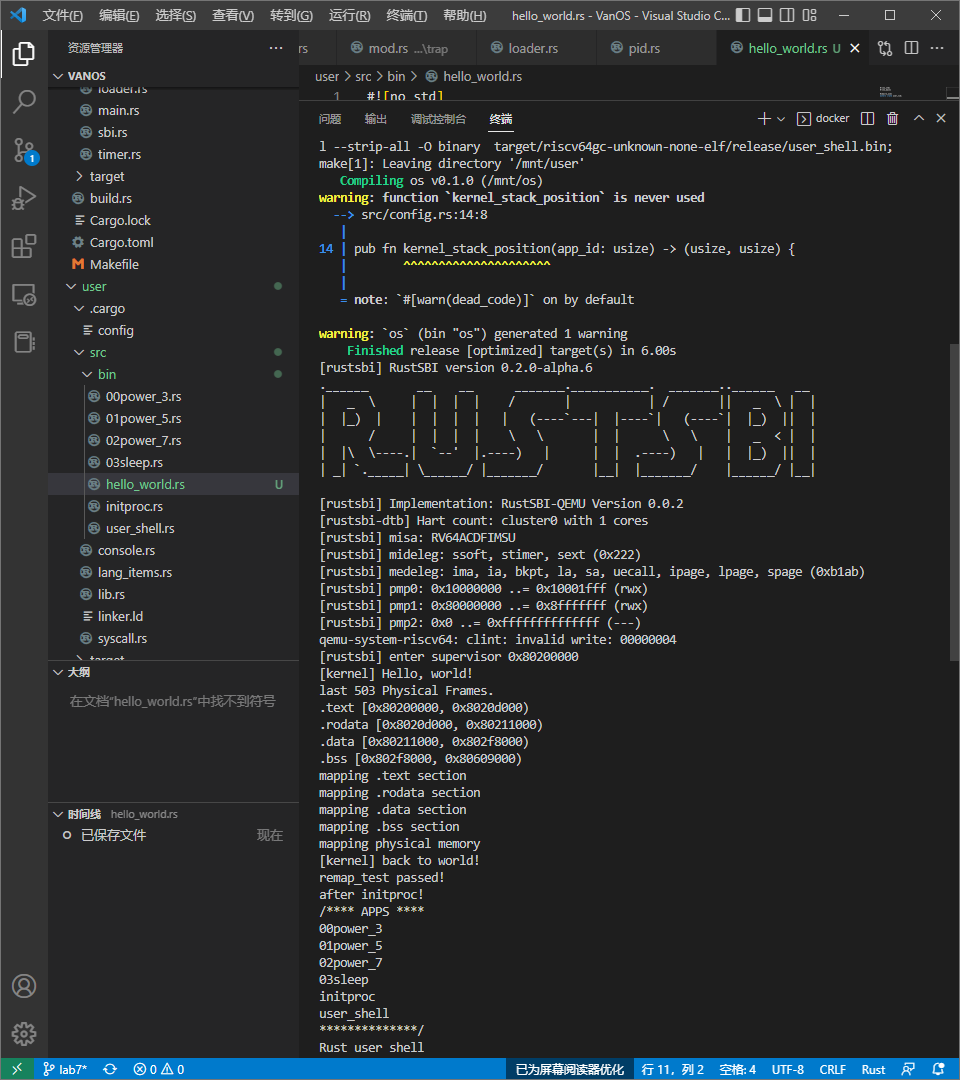 文件(F) 编辑(E) 选择(S) 查看(V) 转到(G) 运行(R) 终端(T) 帮助(H) hello_world.rs - VanOS - Visual Studio C...
资源管理器
VANOS
loader.rs
main.rs
sbi.rs
timer.rs
target
build.rs
Cargo.lock
Cargo.toml
Makefile
user
.cargo
config
src
bin
00power_3.rs
01power_5.rs
02power_7.rs
03sleep.rs
hello_world.rs U
initproc.rs
user_shell.rs
console.rs
lang_items.rs
lib.rs
linker.ld
syscall.rs
target
大纲
在文档"hello_world.rs"中找不到符号
时间线 hello_world.rs
已保存文件 现在
1
rs mod.rs ...\trap loader.rs pid.rs hello_world.rs U
user > src > bin > hello_world.rs
1 #![no_std]
问题 输出 调试控制台 终端 docker
l --strip-all -O binary target/riscv64gc-unknown-none-elf/release/user_shell.bin;
make[1]: Leaving directory '/mnt/user'
Compiling os v0.1.0 (/mnt/os)
warning: function `kernel_stack_position` is never used
--> src/config.rs:14:8
|
14 | pub fn kernel_stack_position(app_id: usize) -> (usize, usize) {
| ^^^^^^^^^^^^^^^^^^^^^
|
= note: `#[warn(dead_code)]` on by default
warning: `os` (bin "os") generated 1 warning
Finished release [optimized] target(s) in 6.00s
[rustsbi] RustSBI version 0.2.0-alpha.6
RUSTSBI
[rustsbi] Implementation: RustSBI-QEMU Version 0.0.2
[rustsbi-dtb] Hart count: cluster0 with 1 cores
[rustsbi] misa: RV64ACDFIMSU
[rustsbi] mideleg: ssoft, stimer, sext (0x222)
[rustsbi] medeleg: ima, ia, bkpt, la, sa, uecall, ipage, lpage, spage (0xb1ab)
[rustsbi] pmp0: 0x10000000 ..= 0x10001fff (rwx)
[rustsbi] pmp1: 0x80000000 ..= 0x8fffffff (rwx)
[rustsbi] pmp2: 0x0 ..= 0xffffffffffffff (---)
qemu-system-riscv64: clint: invalid write: 00000004
[rustsbi] enter supervisor 0x80200000
[kernel] Hello, world!
last 503 Physical Frames.
.text [0x80200000, 0x8020d000)
.rodata [0x8020d000, 0x80211000)
.data [0x80211000, 0x802f8000)
.bss [0x802f8000, 0x80609000)
mapping .text section
mapping .rodata section
mapping .data section
mapping .bss section
mapping physical memory
[kernel] back to world!
remap_test passed!
after initproc!
/**** APPS ****
00power_3
01power_5
02power_7
03sleep
initproc
user_shell
**************/
Rust user shell
lab7* 0 0 已为屏幕阅读器优化 行 11，列 2 空格: 4 UTF-8 CRLF Rust